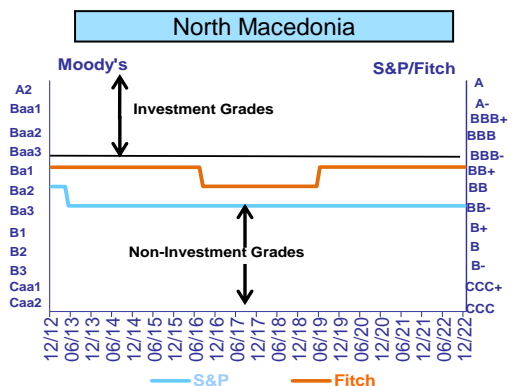 North Macedonia
Moody's
S&P/Fitch
A2
Baa1
Baa2
Baa3
Ba1
Ba2
Ba3
B1
B2
B3
Caa1
Caa2
Investment Grades
Non-Investment Grades
A
A-
BBB+
BBB
BBB-
BB+
BB
BB-
B+
B
B-
CCC+
CCC
12/12
06/13
12/13
06/14
12/14
06/15
12/15
06/16
12/16
06/17
12/17
06/18
12/18
06/19
12/19
06/20
12/20
06/21
12/21
06/22
12/22
S&P
Fitch